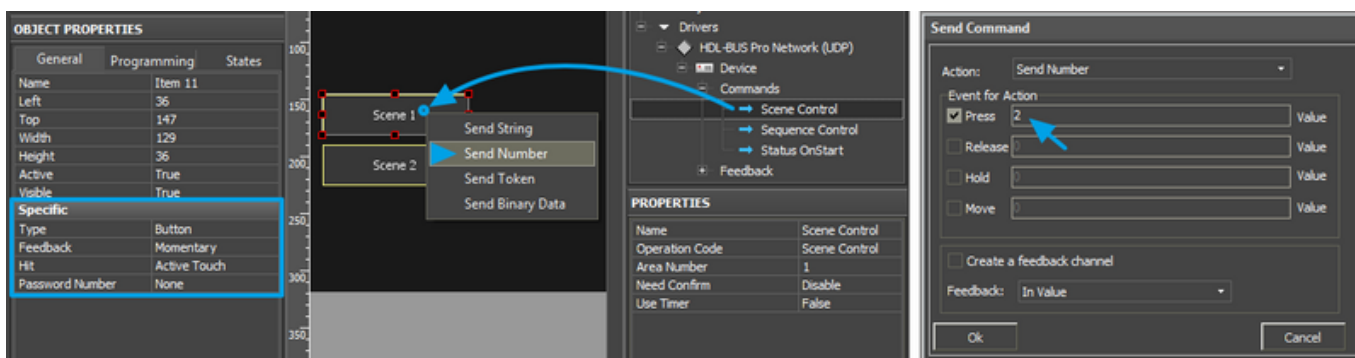 OBJECT PROPERTIES
General Programming States
Name Item 11
Left 36
Top 147
Width 129
Height 36
Active True
Visible True
Specific
Type Button
Feedback Momentary
Hit Active Touch
Password Number None
100
150
200
250
300
350
Scene 1
Scene 2
Send String
Send Number
Send Token
Send Binary Data
Drivers
HDL-BUS Pro Network (UDP)
Device
Commands
Scene Control
Sequence Control
Status OnStart
Feedback
PROPERTIES
Name Scene Control
Operation Code Scene Control
Area Number 1
Need Confirm Disable
Use Timer False
Send Command
Action: Send Number
Event for Action
Press 2 Value
Release 0 Value
Hold 0 Value
Move 0 Value
Create a feedback channel
Feedback: In Value
Ok Cancel